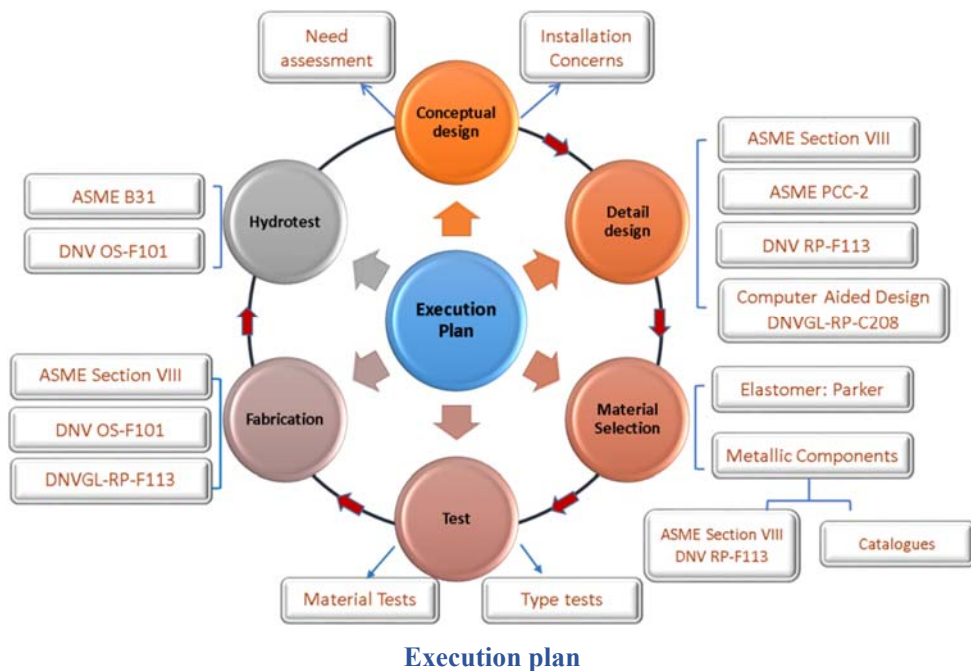 Need
assessment
Installation
Concerns
Conceptual
design
ASME Section VIII
ASME PCC-2
DNV RP-F113
Computer Aided Design
DNVGL-RP-C208
Detail
design
ASME B31
DNV OS-F101
Hydrotest
Execution
Plan
ASME Section VIII
DNV OS-F101
DNVGL-RP-F113
Fabrication
Material
Selection
Elastomer: Parker
Metallic Components
ASME Section VIII
DNV RP-F113
Catalogues
Test
Material Tests
Type tests
Execution plan